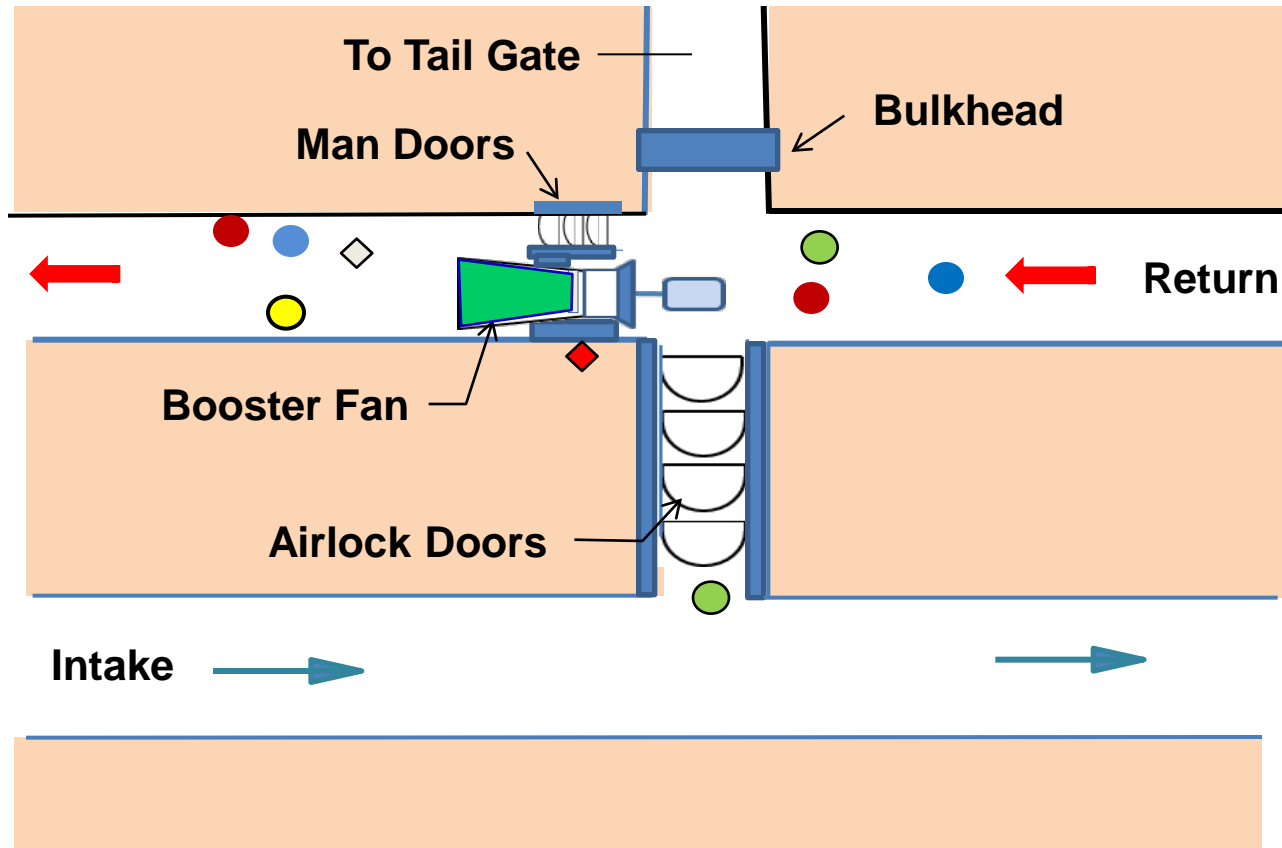 To Tail Gate
Bulkhead
Man Doors
Return
Booster Fan
Airlock Doors
Intake